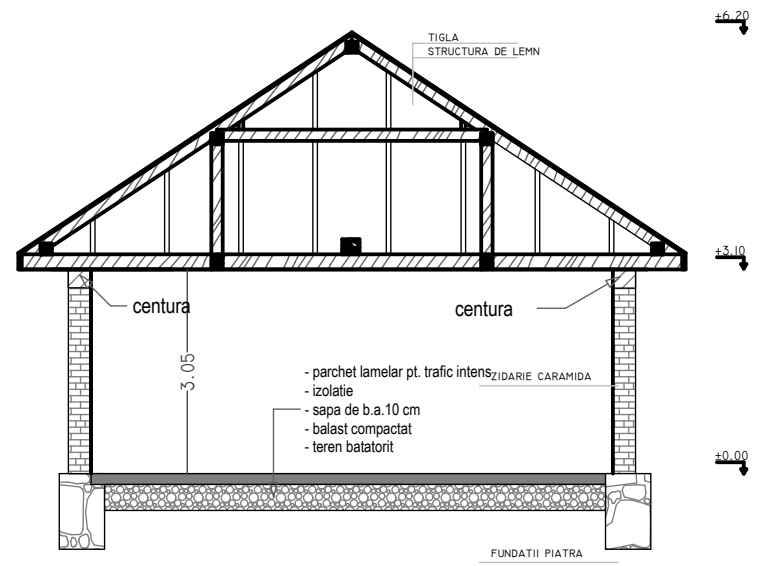 ±6.20
TIGLA
STRUCTURA DE LEMN
+3.10
centura
centura
3.05
- parchet lamelar pt. trafic intens
- izolatie
- sapa de b.a.10 cm
- balast compactat
- teren batatorit
ZIDARIE CARAMIDA
±0.00
FUNDATII PIATRA